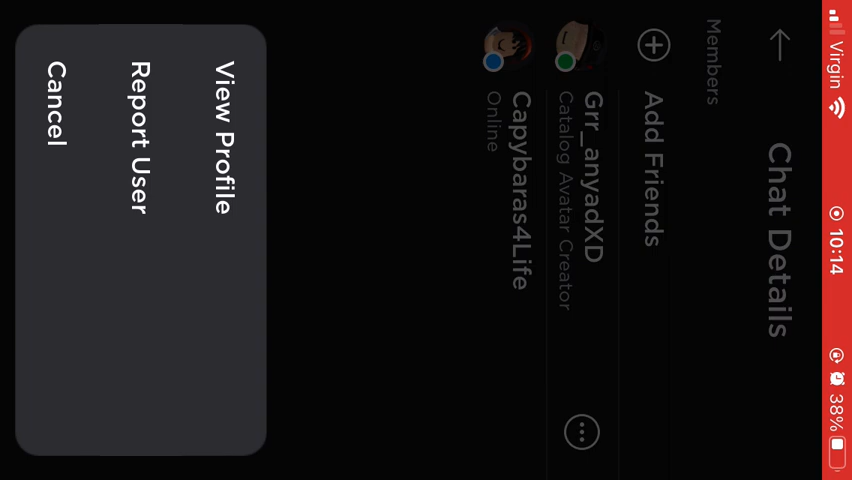 Virgin 10:14 38%
Chat Details
Members
Add Friends
Grr_anyadXD
Catalog Avatar Creator
Capybaras4Life
Online
View Profile
Report User
Cancel